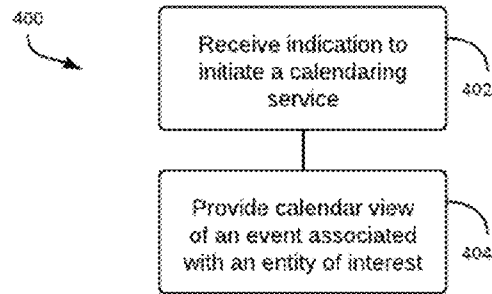 400
Receive indication to
initiate a calendaring
service
402
Provide calendar view
of an event associated
with an entity of interest
404